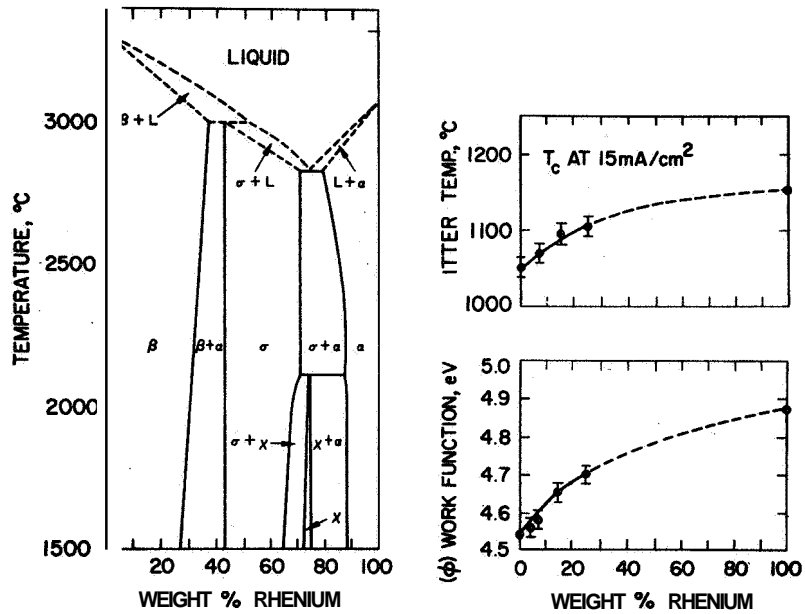 LIQUID
β + L
σ + L
L + α
β
β+α
σ
σ+α
α
σ + χ
χ+α
χ
TEMPERATURE, °C
3000
2500
2000
1500
20 40 60 80 100
WEIGHT % RHENIUM
ITTER TEMP., °C
T_c AT 15mA/cm²
1200
1100
1000
(ϕ) WORK FUNCTION, eV
5.0
4.9
4.8
4.7
4.6
4.5
0 20 40 60 80 100
WEIGHT % RHENIUM